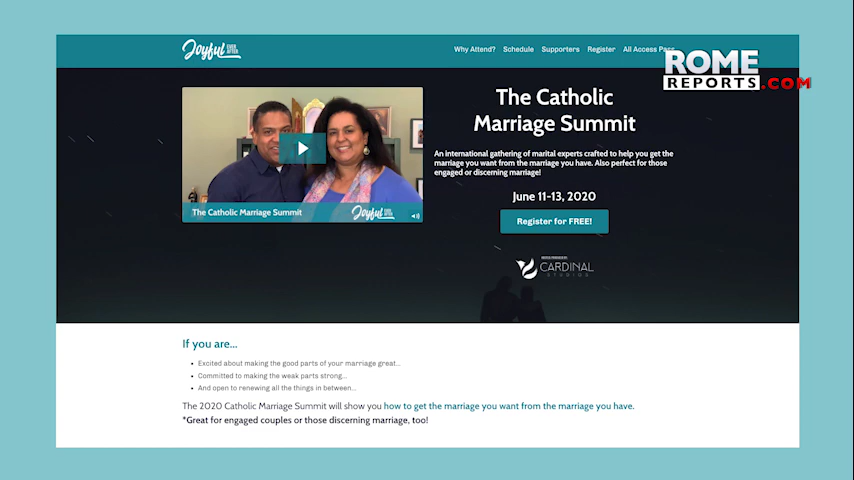 Joyful EVER AFTER
Why Attend?
Schedule
Supporters
Register
All Access Pass
ROME
REPORTS.COM
The Catholic
Marriage Summit
An international gathering of marital experts crafted to help you get the
marriage you want from the marriage you have. Also perfect for those
engaged or discerning marriage!
June 11-13, 2020
Register for FREE!
The Catholic Marriage Summit
Joyful EVER AFTER
CARDINAL
STUDIOS
If you are...
• Excited about making the good parts of your marriage great...
• Committed to making the weak parts strong...
• And open to renewing all the things in between...
The 2020 Catholic Marriage Summit will show you how to get the marriage you want from the marriage you have.
*Great for engaged couples or those discerning marriage, too!